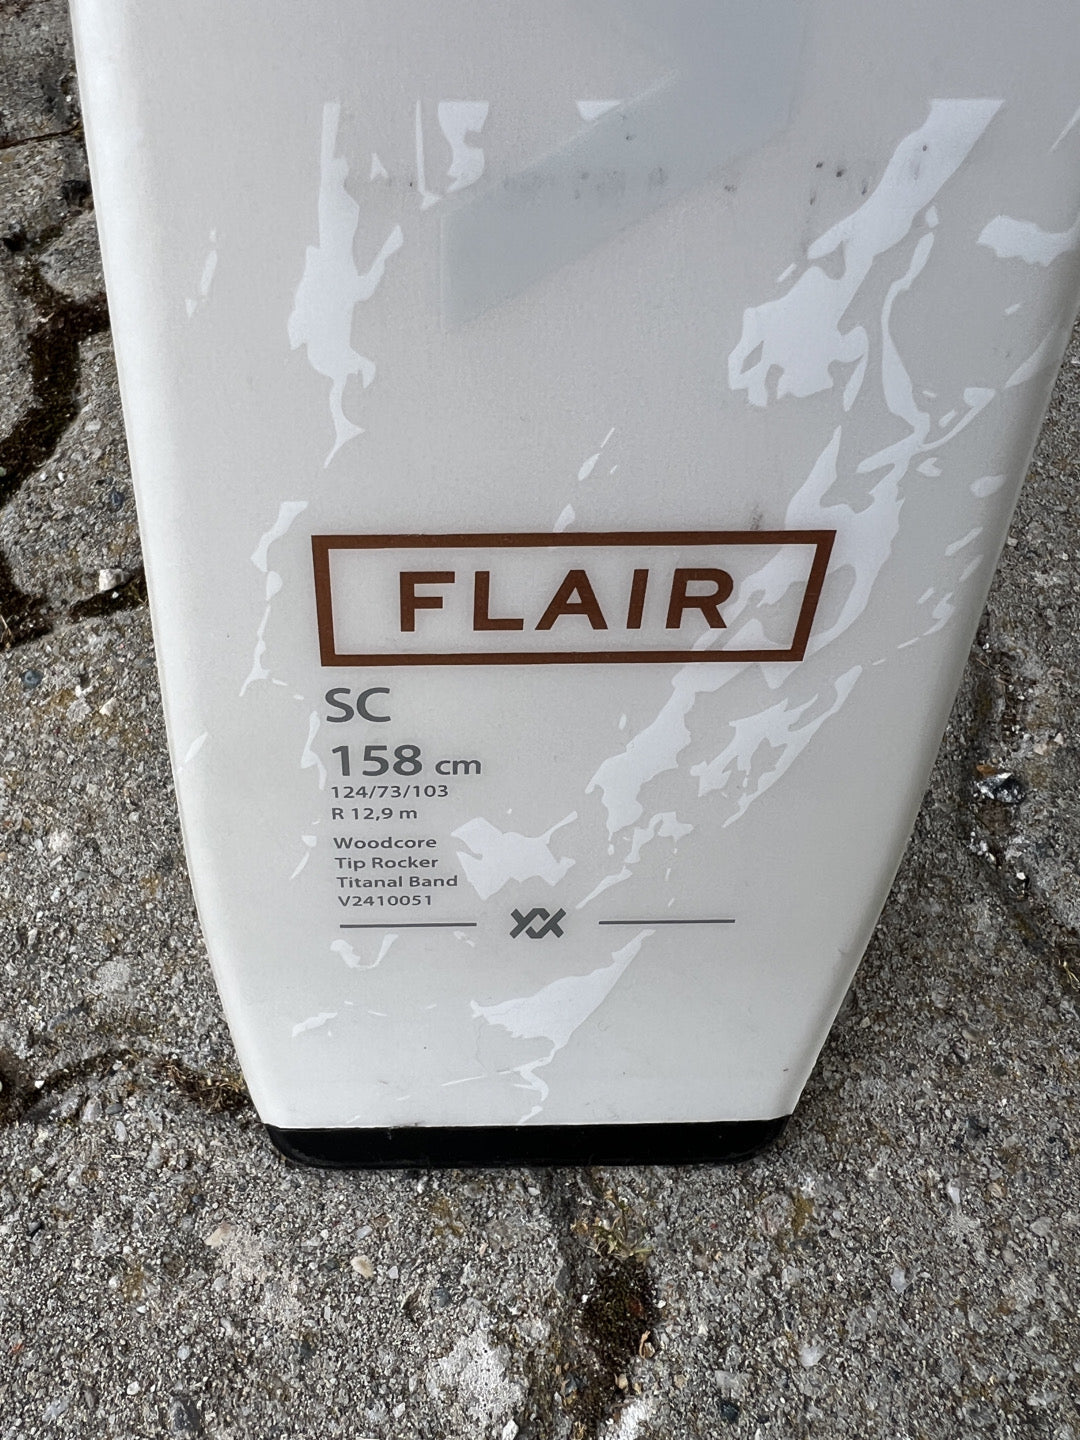 FLAIR
SC
158 cm
124/73/103
R 12,9 m
Woodcore
Tip Rocker
Titanal Band
V2410051